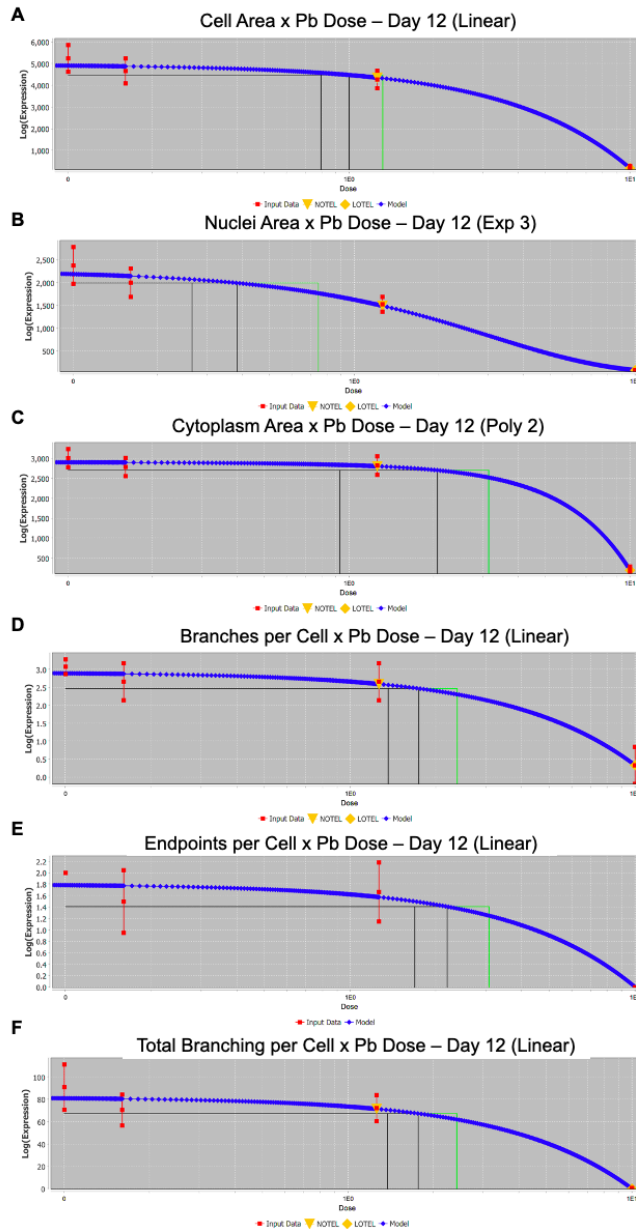 A
Cell Area x Pb Dose – Day 12 (Linear)
6,000
5,000
4,000
3,000
2,000
1,000
Log(Expression)
0 1E0 1E1
Dose
Input Data NOTEL LOTEL Model
B
Nuclei Area x Pb Dose – Day 12 (Exp 3)
2,500
2,000
1,500
1,000
500
Log(Expression)
0 1E0 1E
Dose
Input Data NOTEL LOTEL Model
C
Cytoplasm Area x Pb Dose – Day 12 (Poly 2)
3,000
2,500
2,000
1,500
1,000
500
Log(Expression)
0 1E0 1E1
Dose
Input Data NOTEL LOTEL Model
D
Branches per Cell x Pb Dose – Day 12 (Linear)
3.0
2.5
2.0
1.5
1.0
0.5
0.0
Log(Expression)
0 1E0 1E
Dose
Input Data NOTEL LOTEL Model
E
Endpoints per Cell x Pb Dose – Day 12 (Linear)
2.2
2.0
1.8
1.6
1.4
1.2
1.0
0.8
0.6
0.4
0.2
0.0
Log(Expression)
0 1E0 1E
Dose
Input Data Model
F
Total Branching per Cell x Pb Dose – Day 12 (Linear)
100
80
60
40
20
0
Log(Expression)
0 1E0 1E1
Dose
Input Data NOTEL LOTEL Model